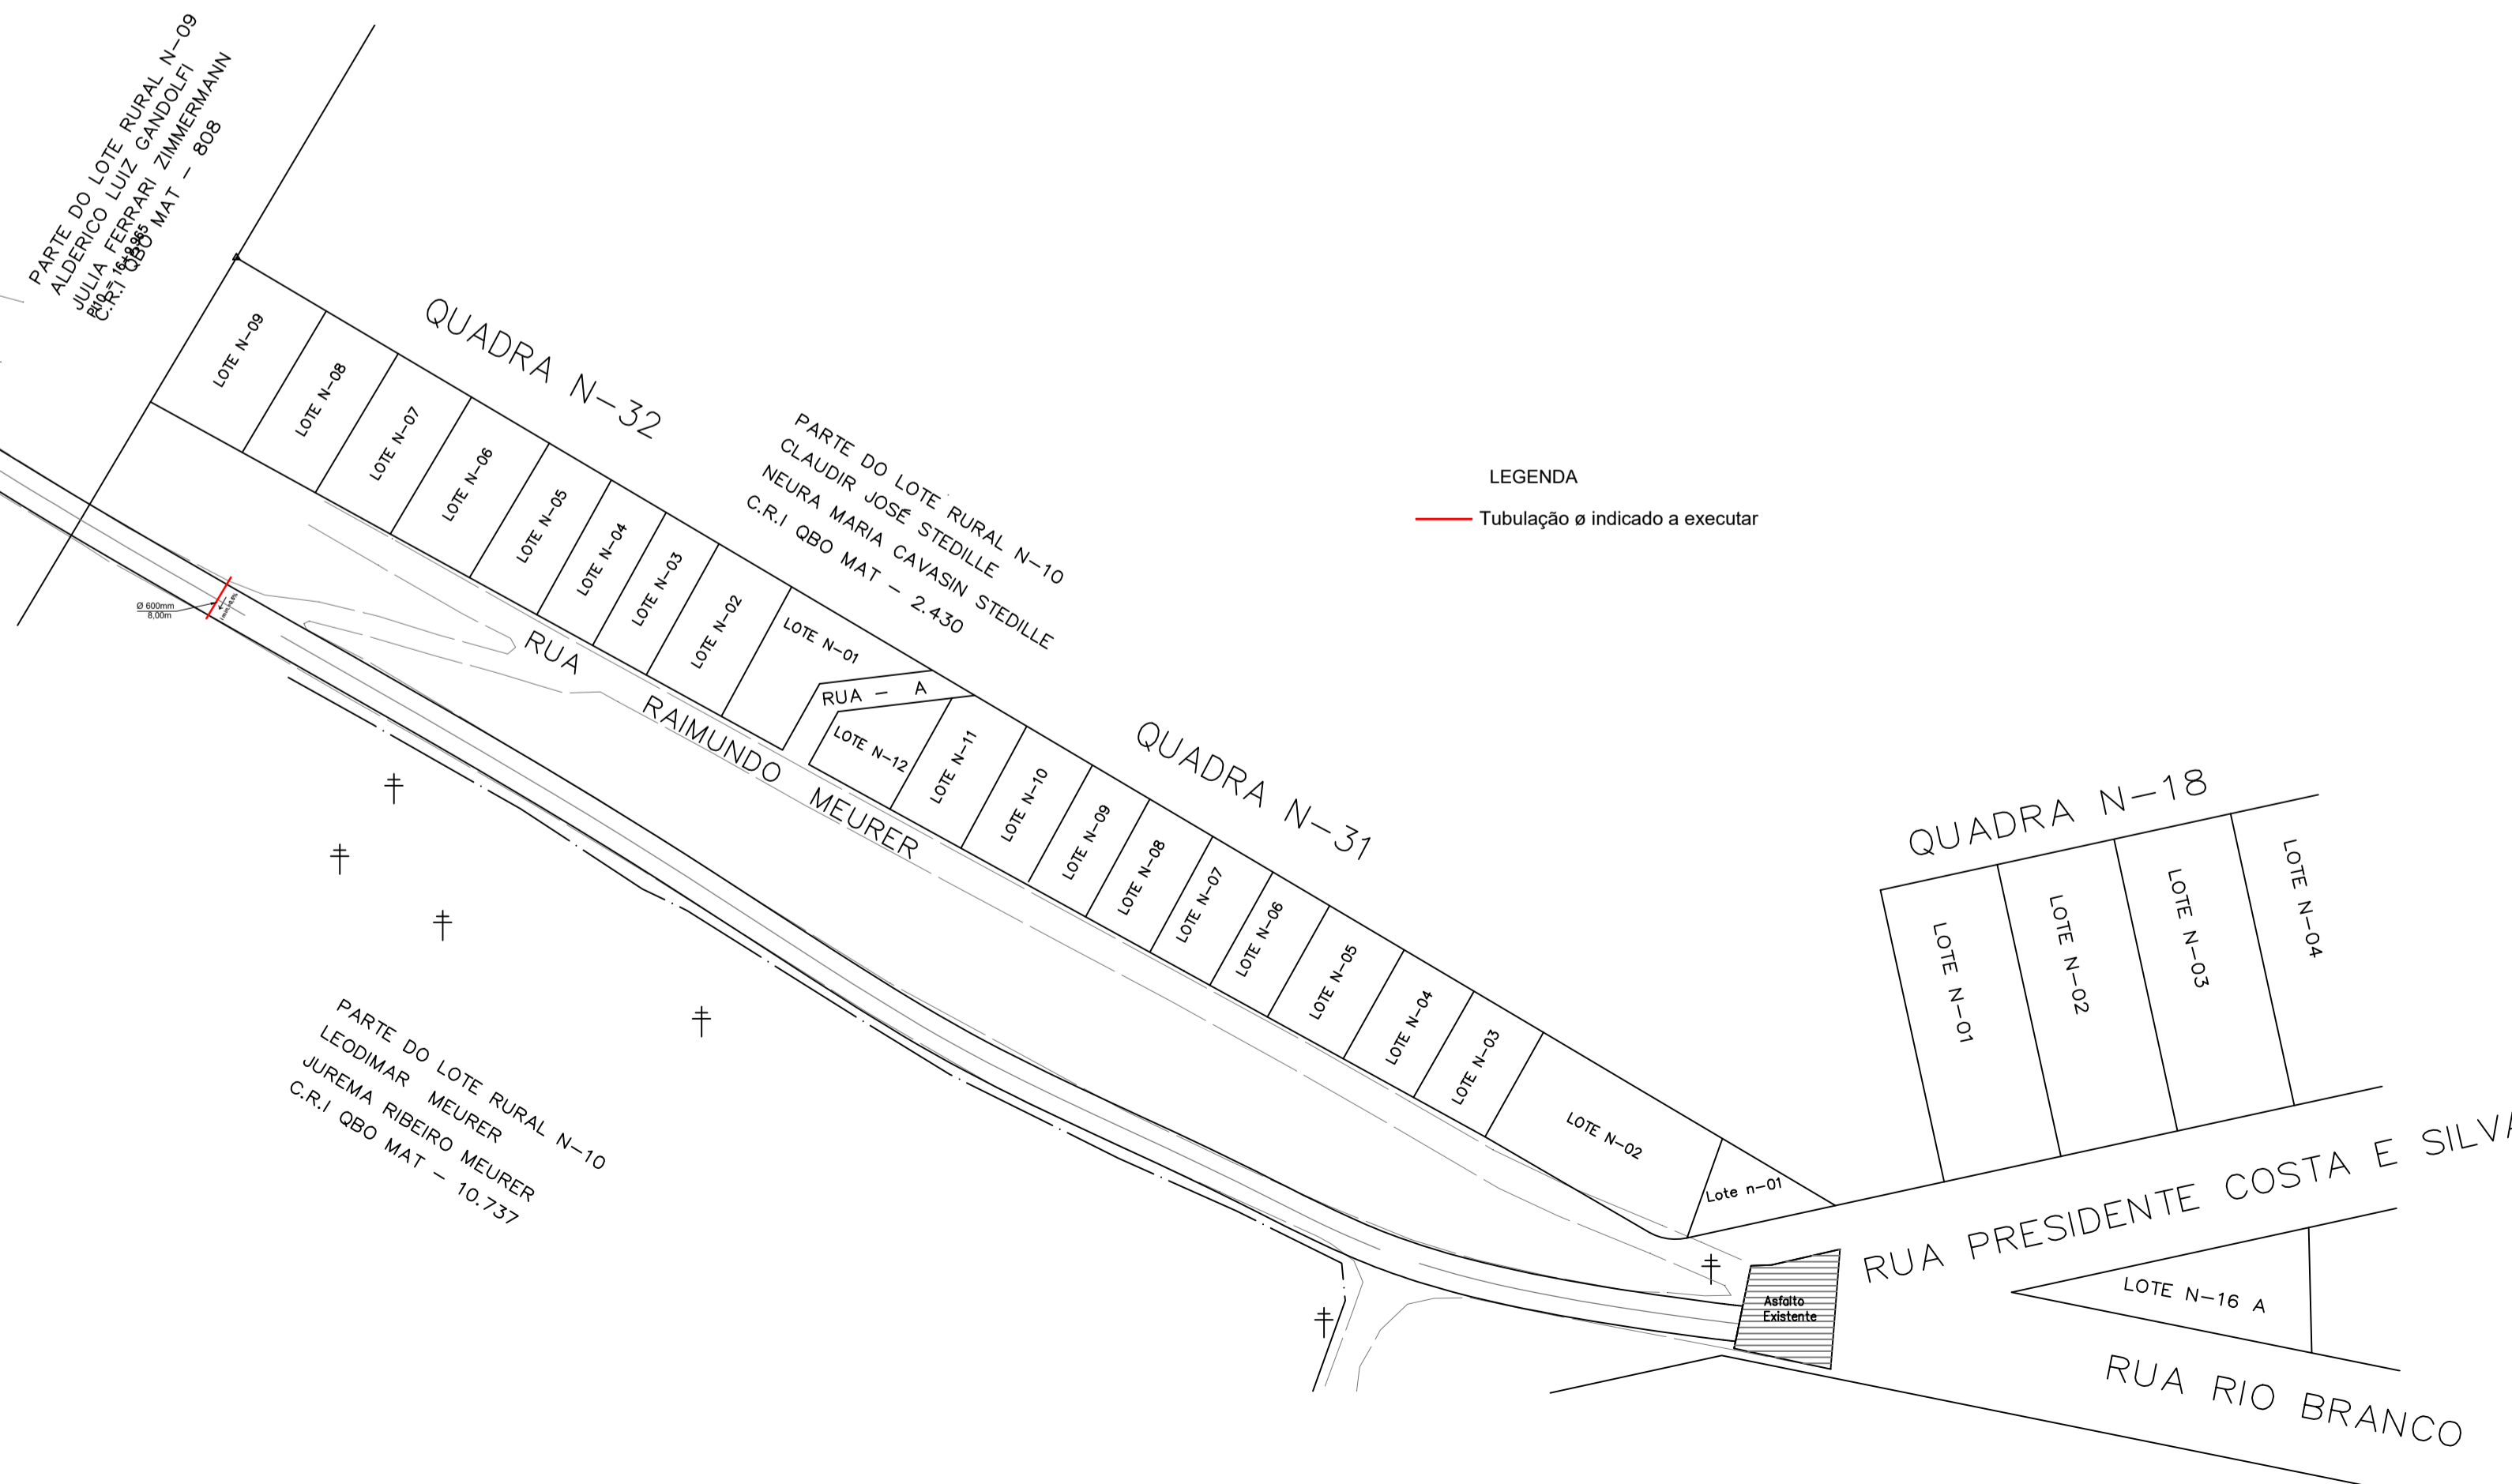 PARTE DO LOTE RURAL N-09
ALDERICO LUIZ GANDOLFI
JULIA FERRARI ZIMMERMANN
C.R.I QBO MAT - 808
QUADRA N-32
LOTE N-09
LOTE N-08
LOTE N-07
LOTE N-06
LOTE N-05
LOTE N-04
LOTE N-03
LOTE N-02
LOTE N-01
PARTE DO LOTE RURAL N-10
CLAUDIR JOSÉ STEDILLE
NEURA MARIA CAVASIN STEDILLE
C.R.I QBO MAT - 2.430
LEGENDA
Tubulação ø indicado a executar
Ø 600mm
8,00m
RUA RAIMUNDO MEURER
RUA - A
QUADRA N-31
LOTE N-12
LOTE N-11
LOTE N-10
LOTE N-09
LOTE N-08
LOTE N-07
LOTE N-06
LOTE N-05
LOTE N-04
LOTE N-03
LOTE N-02
Lote n-01
QUADRA N-18
LOTE N-01
LOTE N-02
LOTE N-03
LOTE N-04
PARTE DO LOTE RURAL N-10
LEODIMAR MEURER
JUREMA RIBEIRO MEURER
C.R.I QBO MAT - 10.737
RUA PRESIDENTE COSTA E SILVA
Asfalto
Existente
LOTE N-16 A
RUA RIO BRANCO